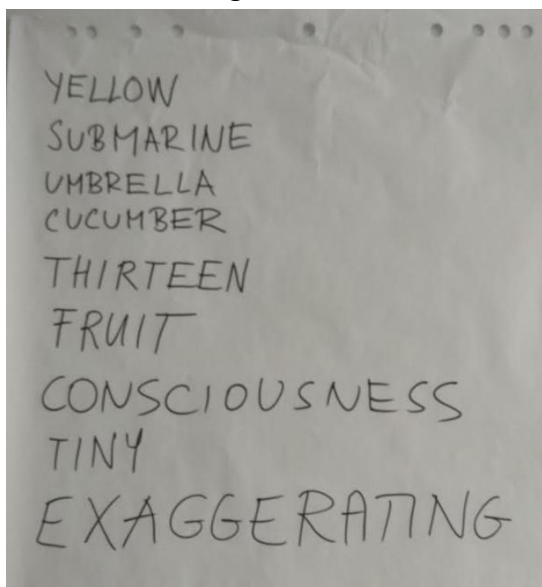 YELLOW
SUBMARINE
UMBRELLA
CUCUMBER
THIRTEEN
FRUIT
CONSCIOUSNESS
TINY
EXAGGERATING